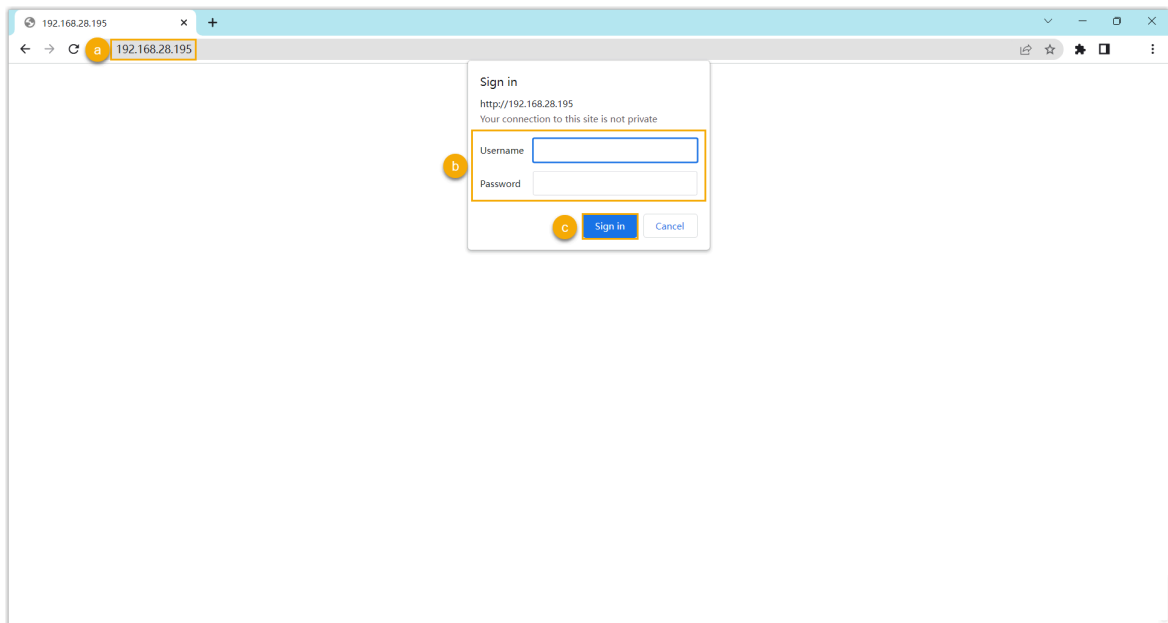 192.168.28.195
a 192.168.28.195
Sign in
http://192.168.28.195
Your connection to this site is not private
b
Username
Password
c Sign in Cancel